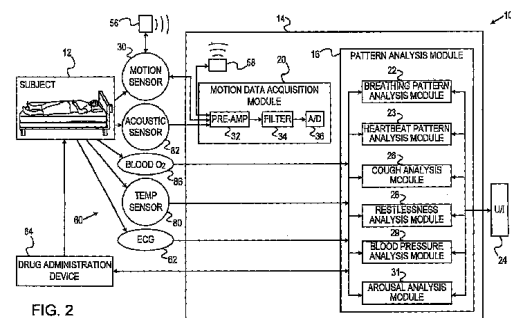 56
30
12
SUBJECT
MOTION
SENSOR
ACOUSTIC
SENSOR
82
BLOOD O₂
86
TEMP
SENSOR
80
60
ECG
62
84
DRUG ADMINISTRATION
DEVICE
FIG. 2
14
10
58
20
MOTION DATA ACQUISITION
MODULE
PRE-AMP
FILTER
A/D
32
34
36
16
PATTERN ANALYSIS MODULE
22
BREATHING PATTERN
ANALYSIS MODULE
23
HEARTBEAT PATTERN
ANALYSIS MODULE
26
COUGH ANALYSIS
MODULE
28
RESTLESSNESS
ANALYSIS MODULE
29
BLOOD PRESSURE
ANALYSIS MODULE
31
AROUSAL ANALYSIS
MODULE
U/I
24